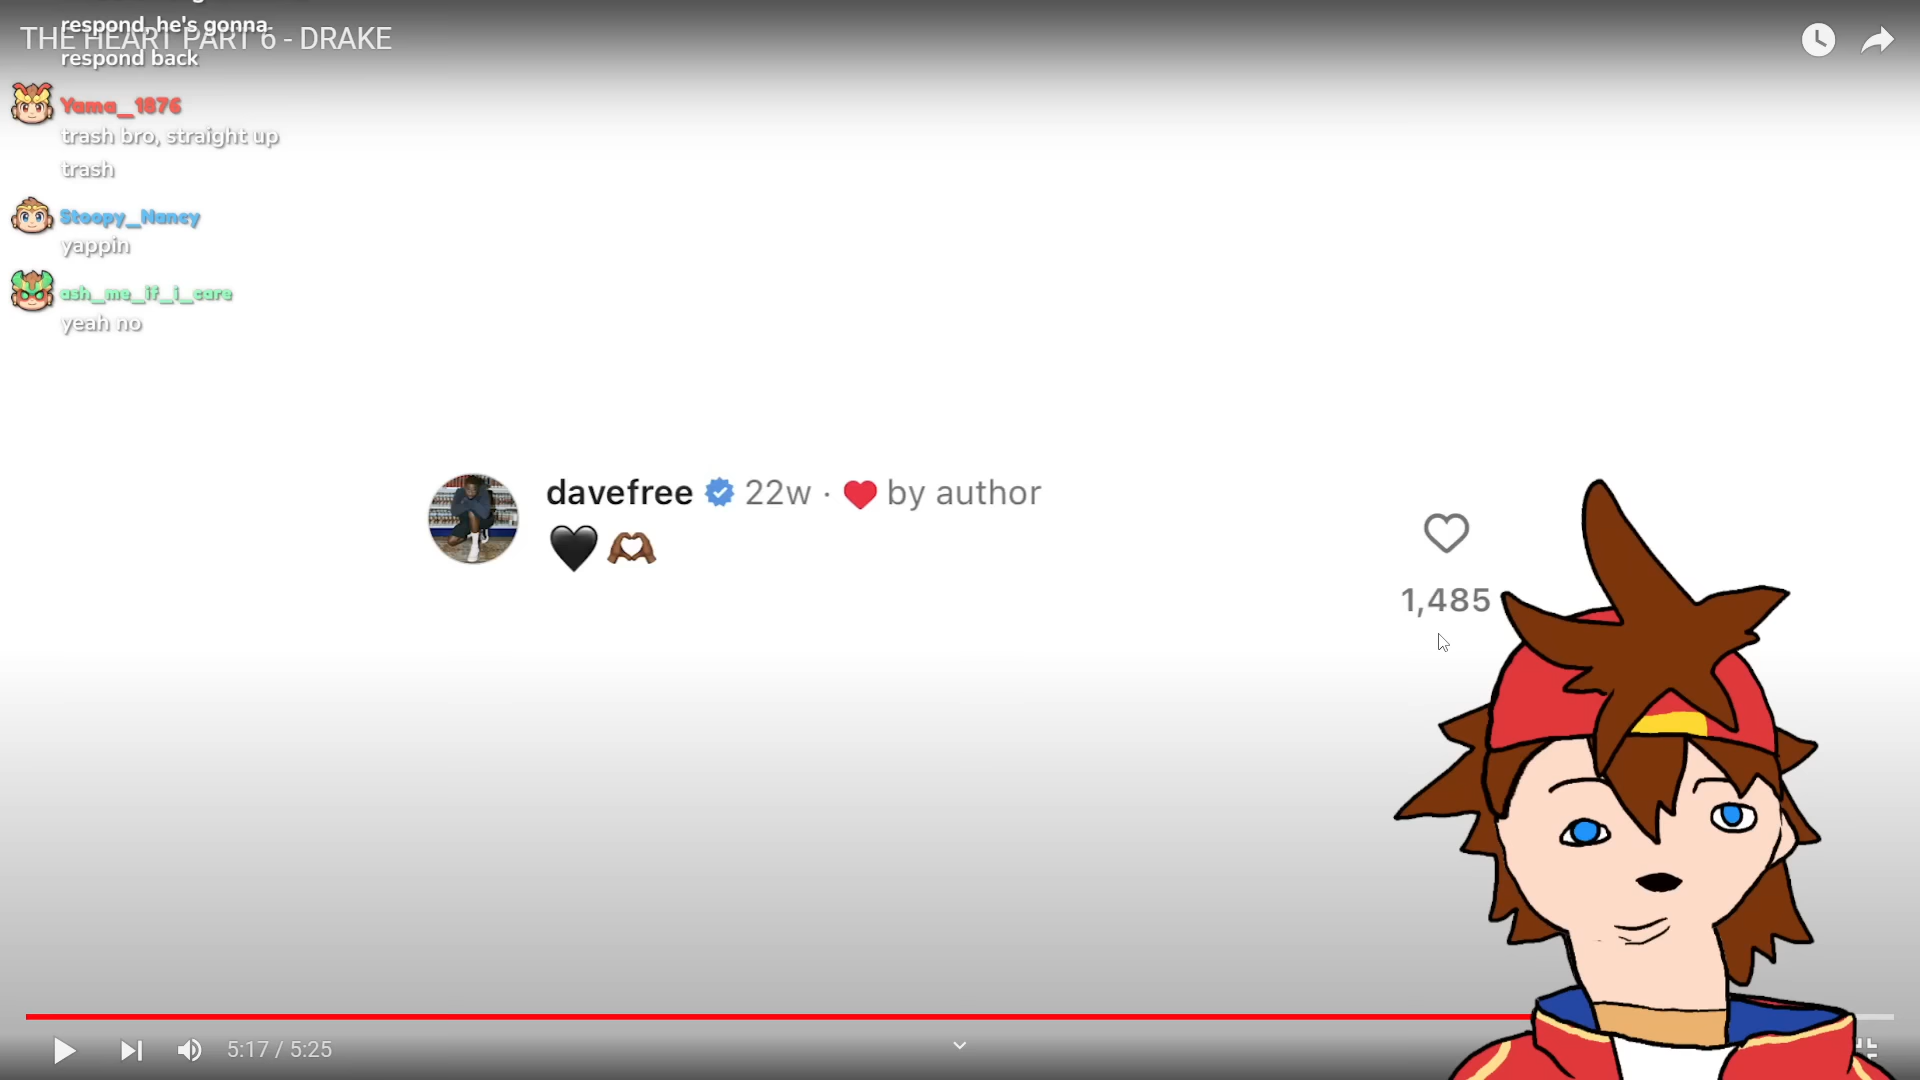 respond, he's gonna
THE HEART PART 6 - DRAKE
respond back
Yama_1876
trash bro, straight up
trash
Stoopy_Nancy
yappin
ash_me_if_i_care
yeah no
davefree 22w · ❤️ by author
🖤 🫶🏾
1,485
5:17 / 5:25